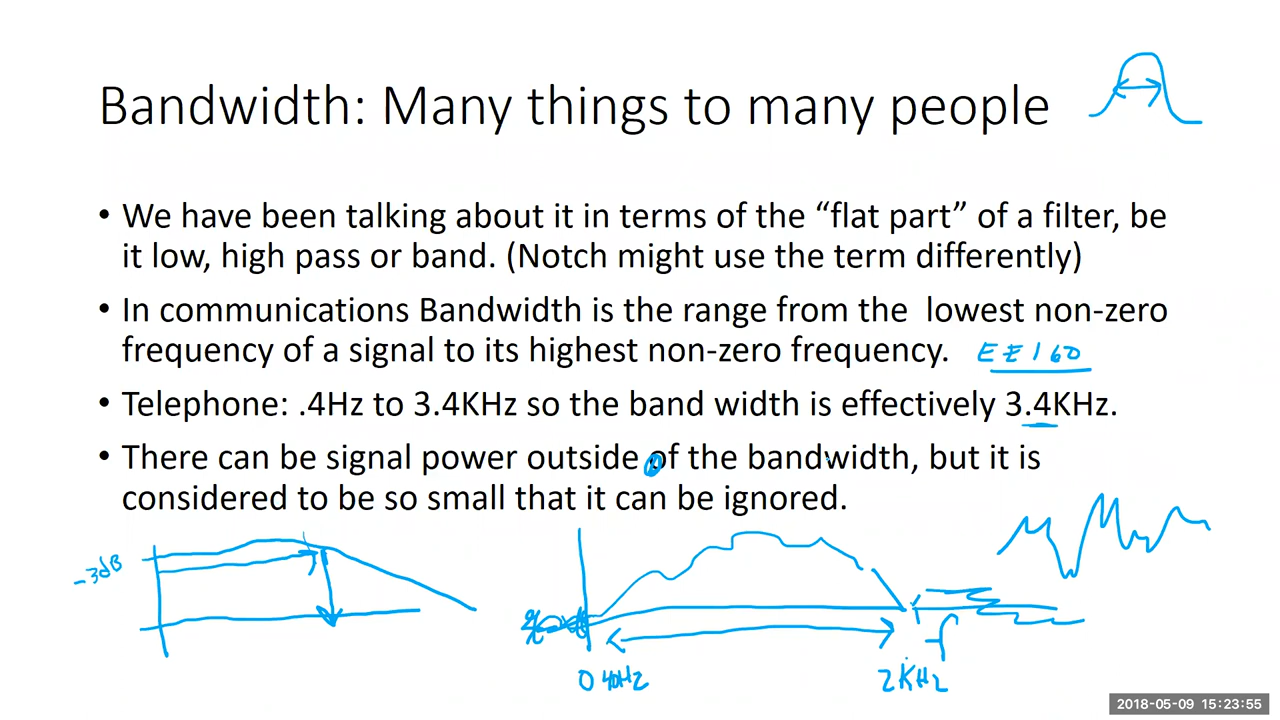 Bandwidth: Many things to many people
• We have been talking about it in terms of the “flat part” of a filter, be
it low, high pass or band. (Notch might use the term differently)
• In communications Bandwidth is the range from the lowest non-zero
frequency of a signal to its highest non-zero frequency. EE160
• Telephone: .4Hz to 3.4KHz so the band width is effectively 3.4KHz.
• There can be signal power outside of the bandwidth, but it is
considered to be so small that it can be ignored.
-3dB
f
0 40Hz 2KHz
2018-05-09 15:23:55